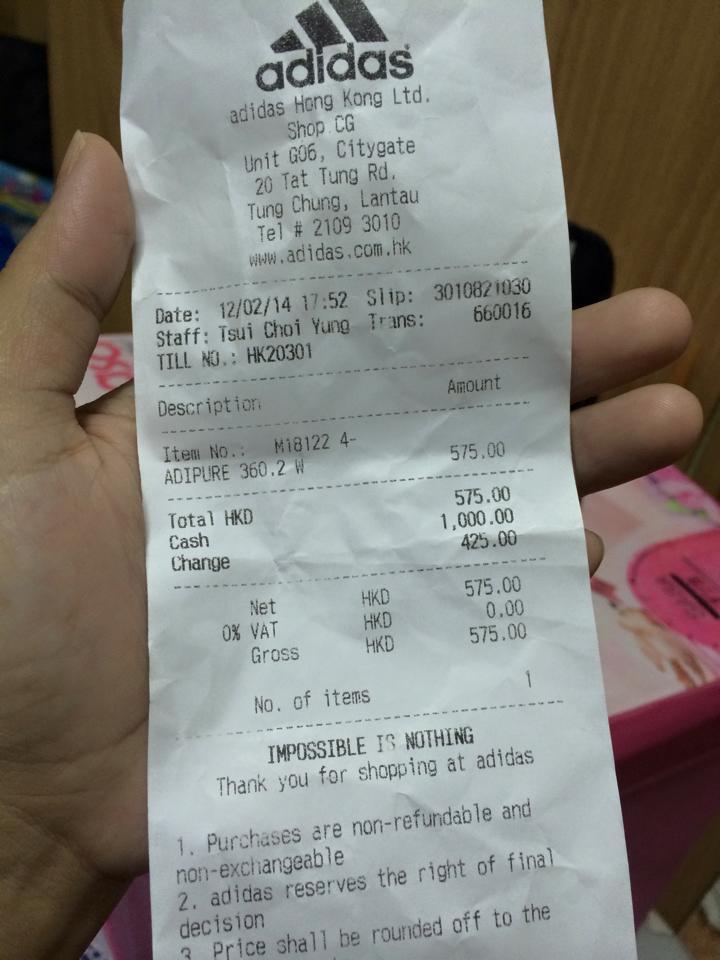 adidas
adidas Hong Kong Ltd.
Shop CG
Unit G06, Citygate
20 Tat Tung Rd.
Tung Chung, Lantau
Tel # 2109 3010
www.adidas.com.hk
Date: 12/02/14 17:52 Slip: 3010821030
Staff: Tsui Choi Yung Trans: 660016
TILL NO.: HK20301
Description Amount
Item No.: M18122 4-
ADIPURE 360.2 W 575.00
Total HKD 575.00
Cash 1,000.00
Change 425.00
Net HKD 575.00
0% VAT HKD 0.00
Gross HKD 575.00
No. of items 1
IMPOSSIBLE IS NOTHING
Thank you for shopping at adidas
1. Purchases are non-refundable and
non-exchangeable
2. adidas reserves the right of final
decision
3. Price shall be rounded off to the